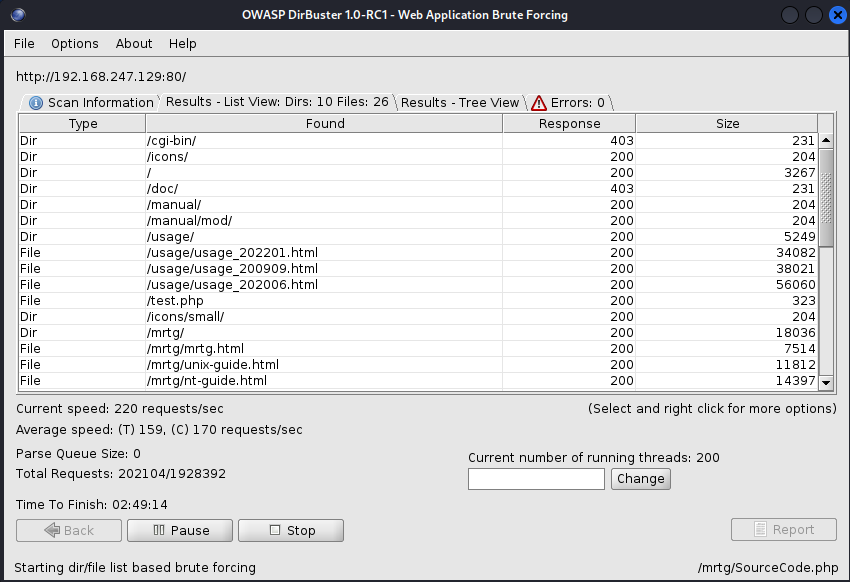 OWASP DirBuster 1.0-RC1 - Web Application Brute Forcing
File Options About Help
http://192.168.247.129:80/
Scan Information Results - List View: Dirs: 10 Files: 26 Results - Tree View Errors: 0
Type Found Response Size
Dir /cgi-bin/ 403 231
Dir /icons/ 200 204
Dir / 200 3267
Dir /doc/ 403 231
Dir /manual/ 200 204
Dir /manual/mod/ 200 204
Dir /usage/ 200 5249
File /usage/usage_202201.html 200 34082
File /usage/usage_200909.html 200 38021
File /usage/usage_202006.html 200 56060
File /test.php 200 323
Dir /icons/small/ 200 204
Dir /mrtg/ 200 18036
File /mrtg/mrtg.html 200 7514
File /mrtg/unix-guide.html 200 11812
File /mrtg/nt-guide.html 200 14397
Current speed: 220 requests/sec (Select and right click for more options)
Average speed: (T) 159, (C) 170 requests/sec
Parse Queue Size: 0
Current number of running threads: 200
Total Requests: 202104/1928392
Change
Time To Finish: 02:49:14
Back Pause Stop Report
Starting dir/file list based brute forcing /mrtg/SourceCode.php